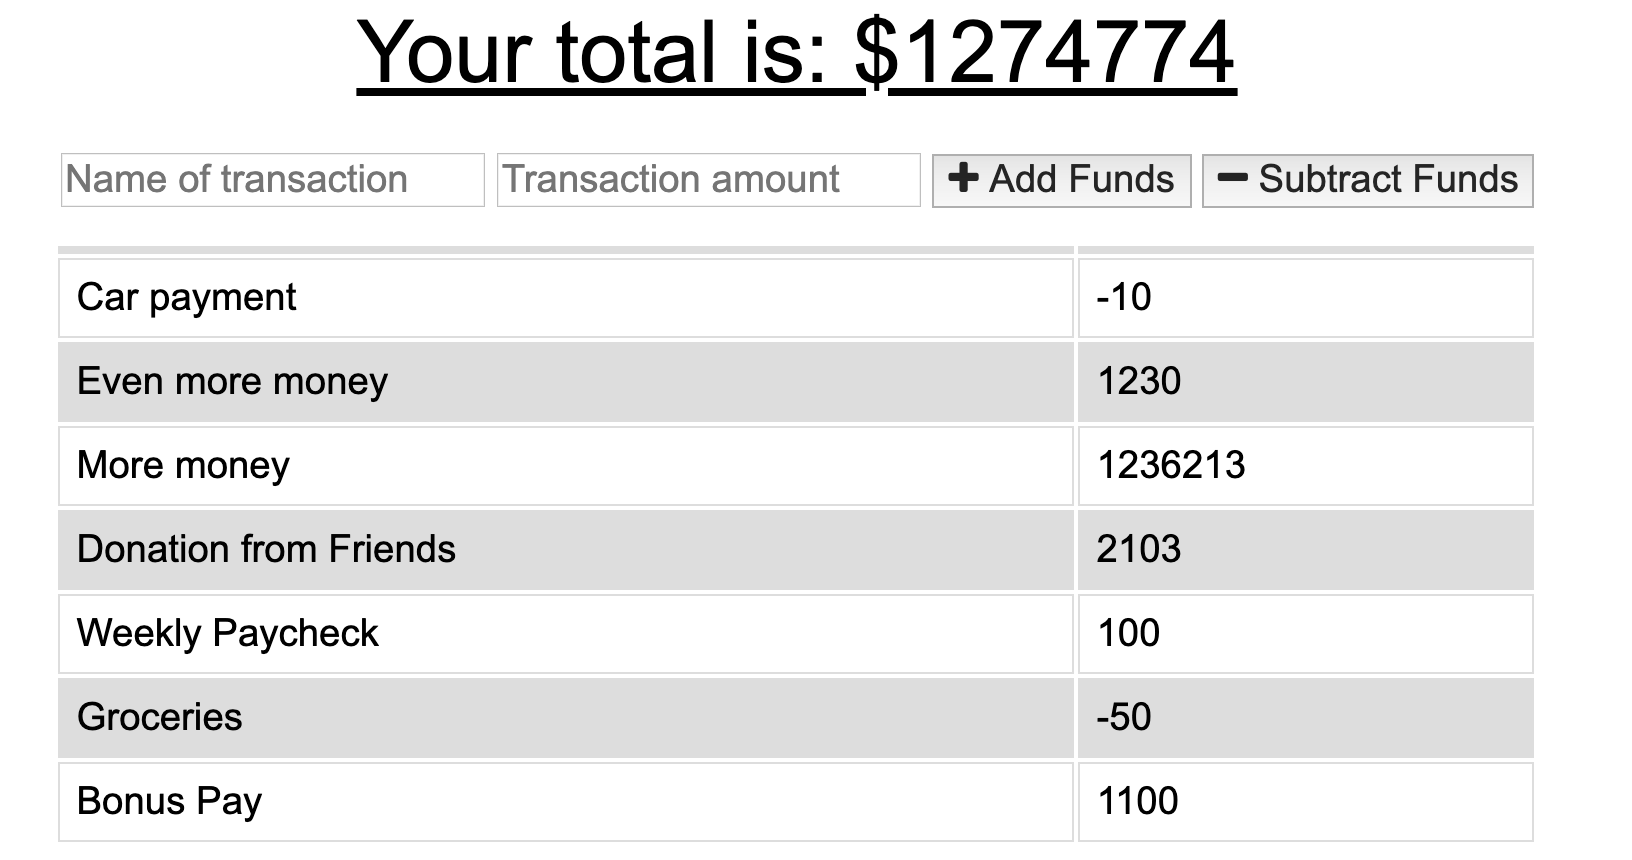 Your total is: $1274774
Name of transaction Transaction amount Add Funds Subtract Funds
Car payment -10
Even more money 1230
More money 1236213
Donation from Friends 2103
Weekly Paycheck 100
Groceries -50
Bonus Pay 1100